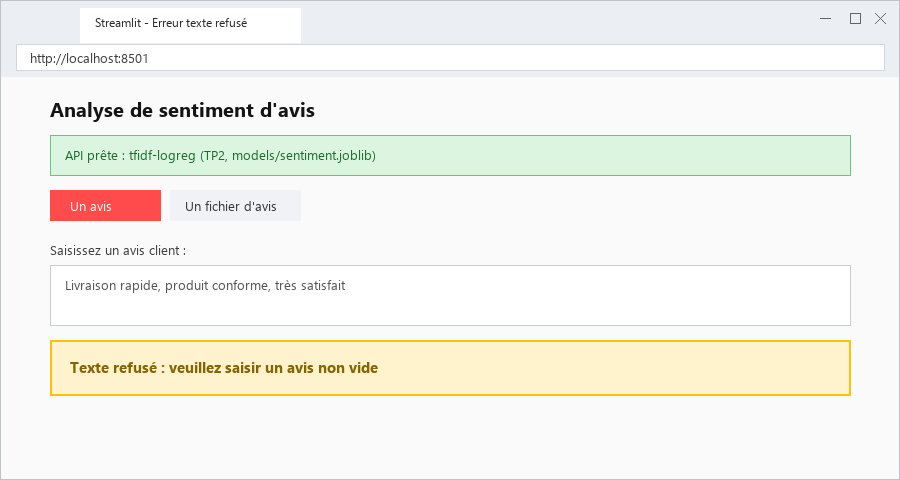 Streamlit - Erreur texte refusé
http://localhost:8501
Analyse de sentiment d'avis
API prête : tfidf-logreg (TP2, models/sentiment.joblib)
Un avis
Un fichier d'avis
Saisissez un avis client :
Livraison rapide, produit conforme, très satisfait
Texte refusé : veuillez saisir un avis non vide